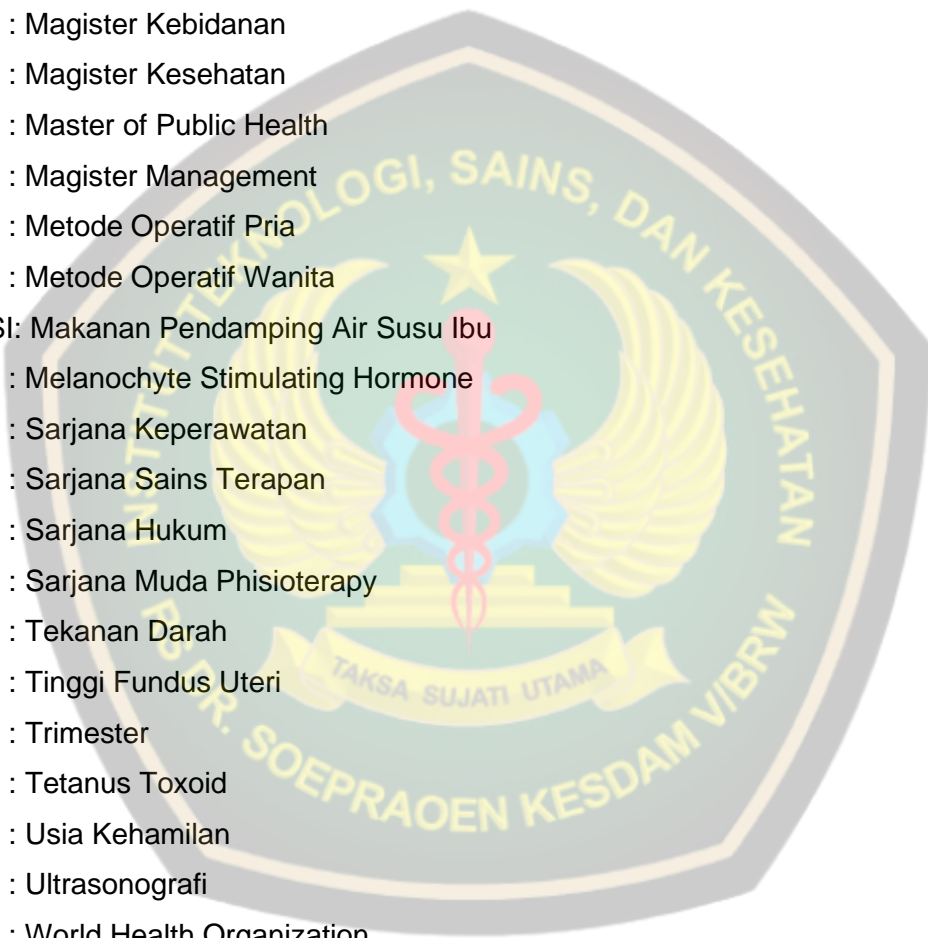 : Magister Kebidanan
: Magister Kesehatan
: Master of Public Health
: Magister Management
: Metode Operatif Pria
: Metode Operatif Wanita
SI: Makanan Pendamping Air Susu Ibu
: Melanochyte Stimulating Hormone
: Sarjana Keperawatan
: Sarjana Sains Terapan
: Sarjana Hukum
: Sarjana Muda Phisioterapy
: Tekanan Darah
: Tinggi Fundus Uteri
: Trimester
: Tetanus Toxoid
: Usia Kehamilan
: Ultrasonografi
: World Health Organization
INSTITUT TEKNOLOGI, SAINS, DAN KESEHATAN
RS DR. SOEPRAOEN KESDAM V/BRW
TAKSA SUJATI UTAMA